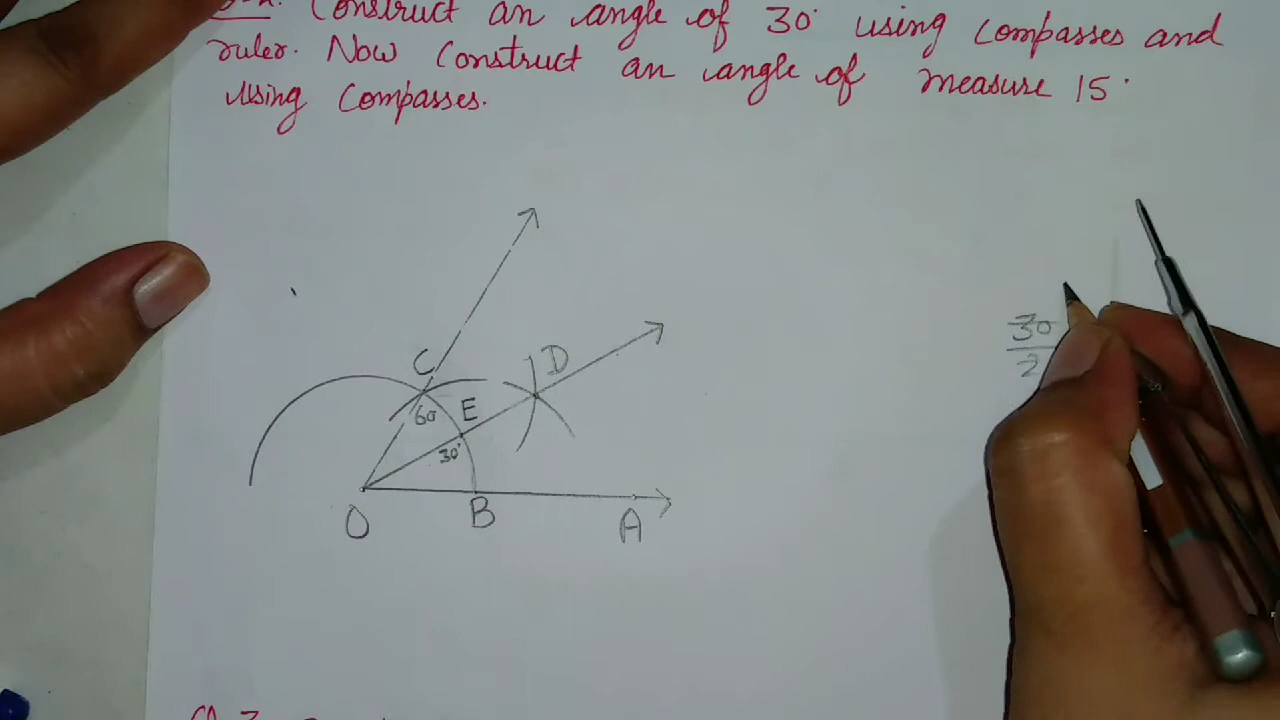 Construct an angle of 30° using compasses and
ruler. Now Construct an angle of measure 15°
using compasses.
C
D
60
E
30°
O
B
A
30
2